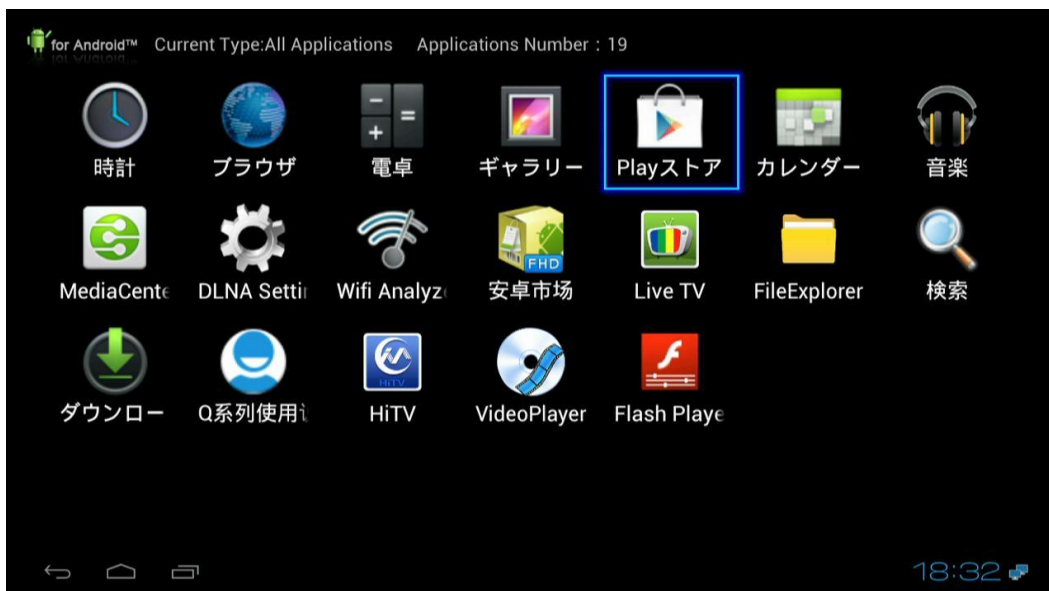 for Android™ Current Type:All Applications Applications Number : 19
時計 ブラウザ 電卓 ギャラリー Playストア カレンダー 音楽
FHD
MediaCente DLNA Settin Wifi Analyz 安卓市场 Live TV FileExplorer 検索
HiTV
ダウンロー Q系列使用 HiTV VideoPlayer Flash Playe
18:32